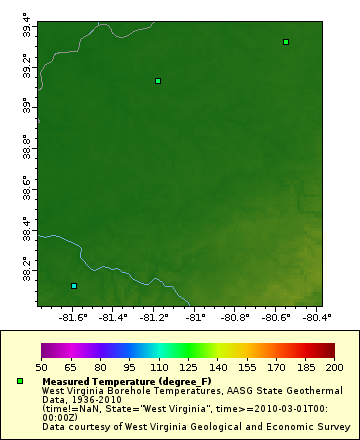 39.4°
39.2°
39°
38.8°
38.6°
38.4°
38.2°
-81.6° -81.4° -81.2° -81° -80.8° -80.6° -80.4°
50 65 80 95 110 125 140 155 170 185 200
Measured Temperature (degree_F)
West Virginia Borehole Temperatures, AASG State Geothermal
Data, 1936-2010
(time!=NaN, State="West Virginia", time>=2010-03-01T00:
00:00Z)
Data courtesy of West Virginia Geological and Economic Survey